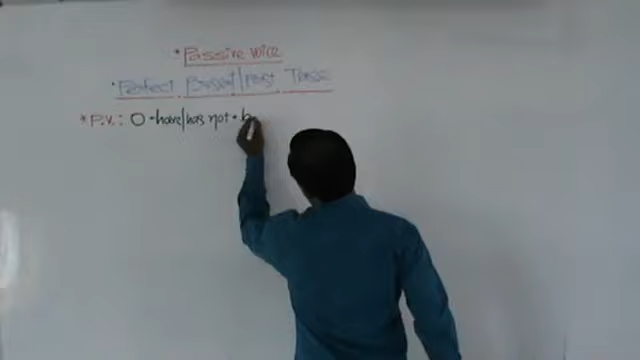 *Passive Voice
·Perfect Present|Past Tense
*P.V.: O + have|has not + b